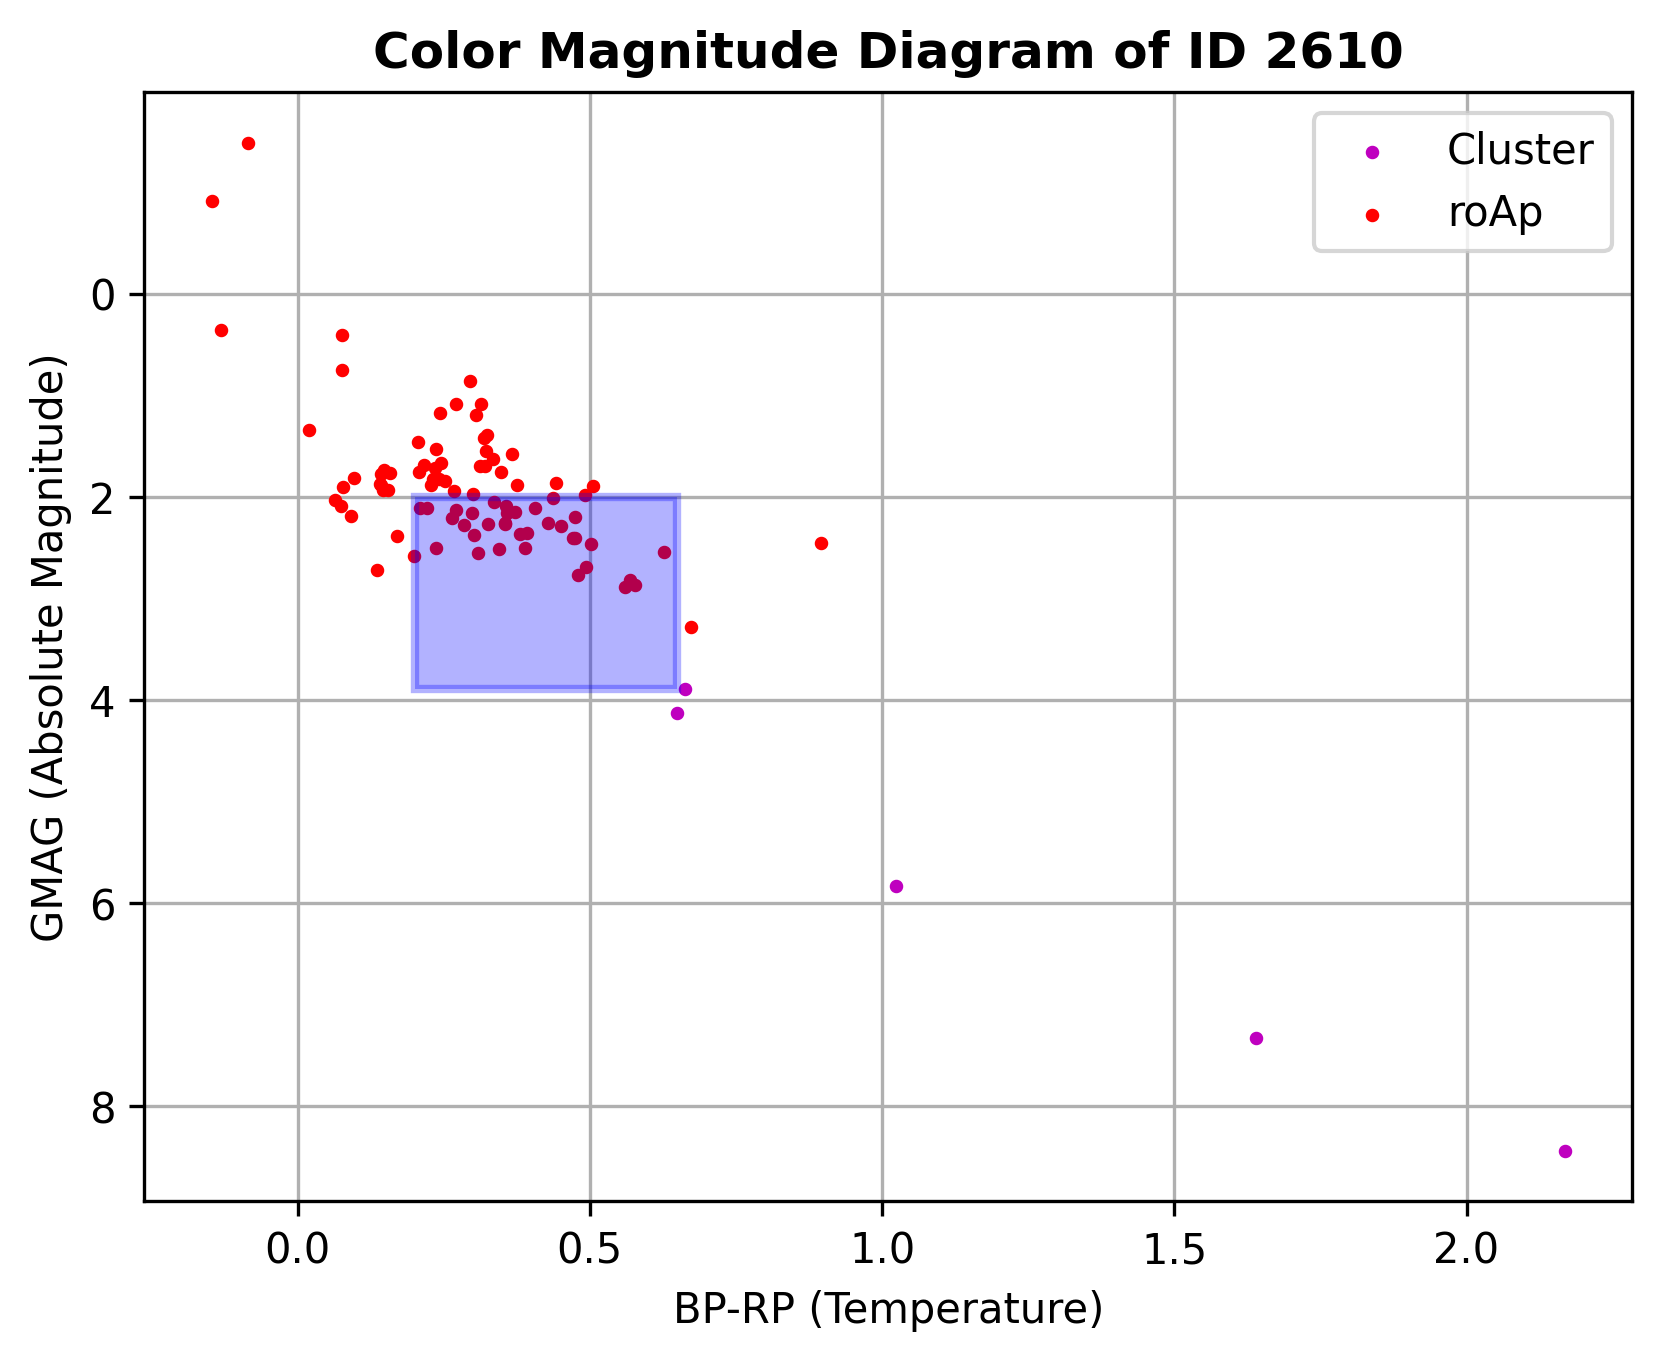 Color Magnitude Diagram of ID 2610
Cluster
roAp
GMAG (Absolute Magnitude)
0
2
4
6
8
0.0 0.5 1.0 1.5 2.0
BP-RP (Temperature)